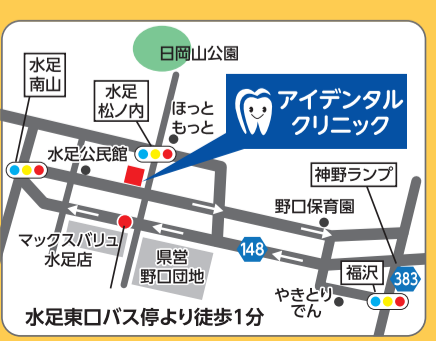 日岡山公園
水足
南山
水足
松ノ内
ほっと
もっと
アイデンタル
クリニック
水足公民館
神野ランプ
野口保育園
マックスバリュ
水足店
県営
野口団地
148
福沢
383
やきとり
でん
水足東口バス停より徒歩1分